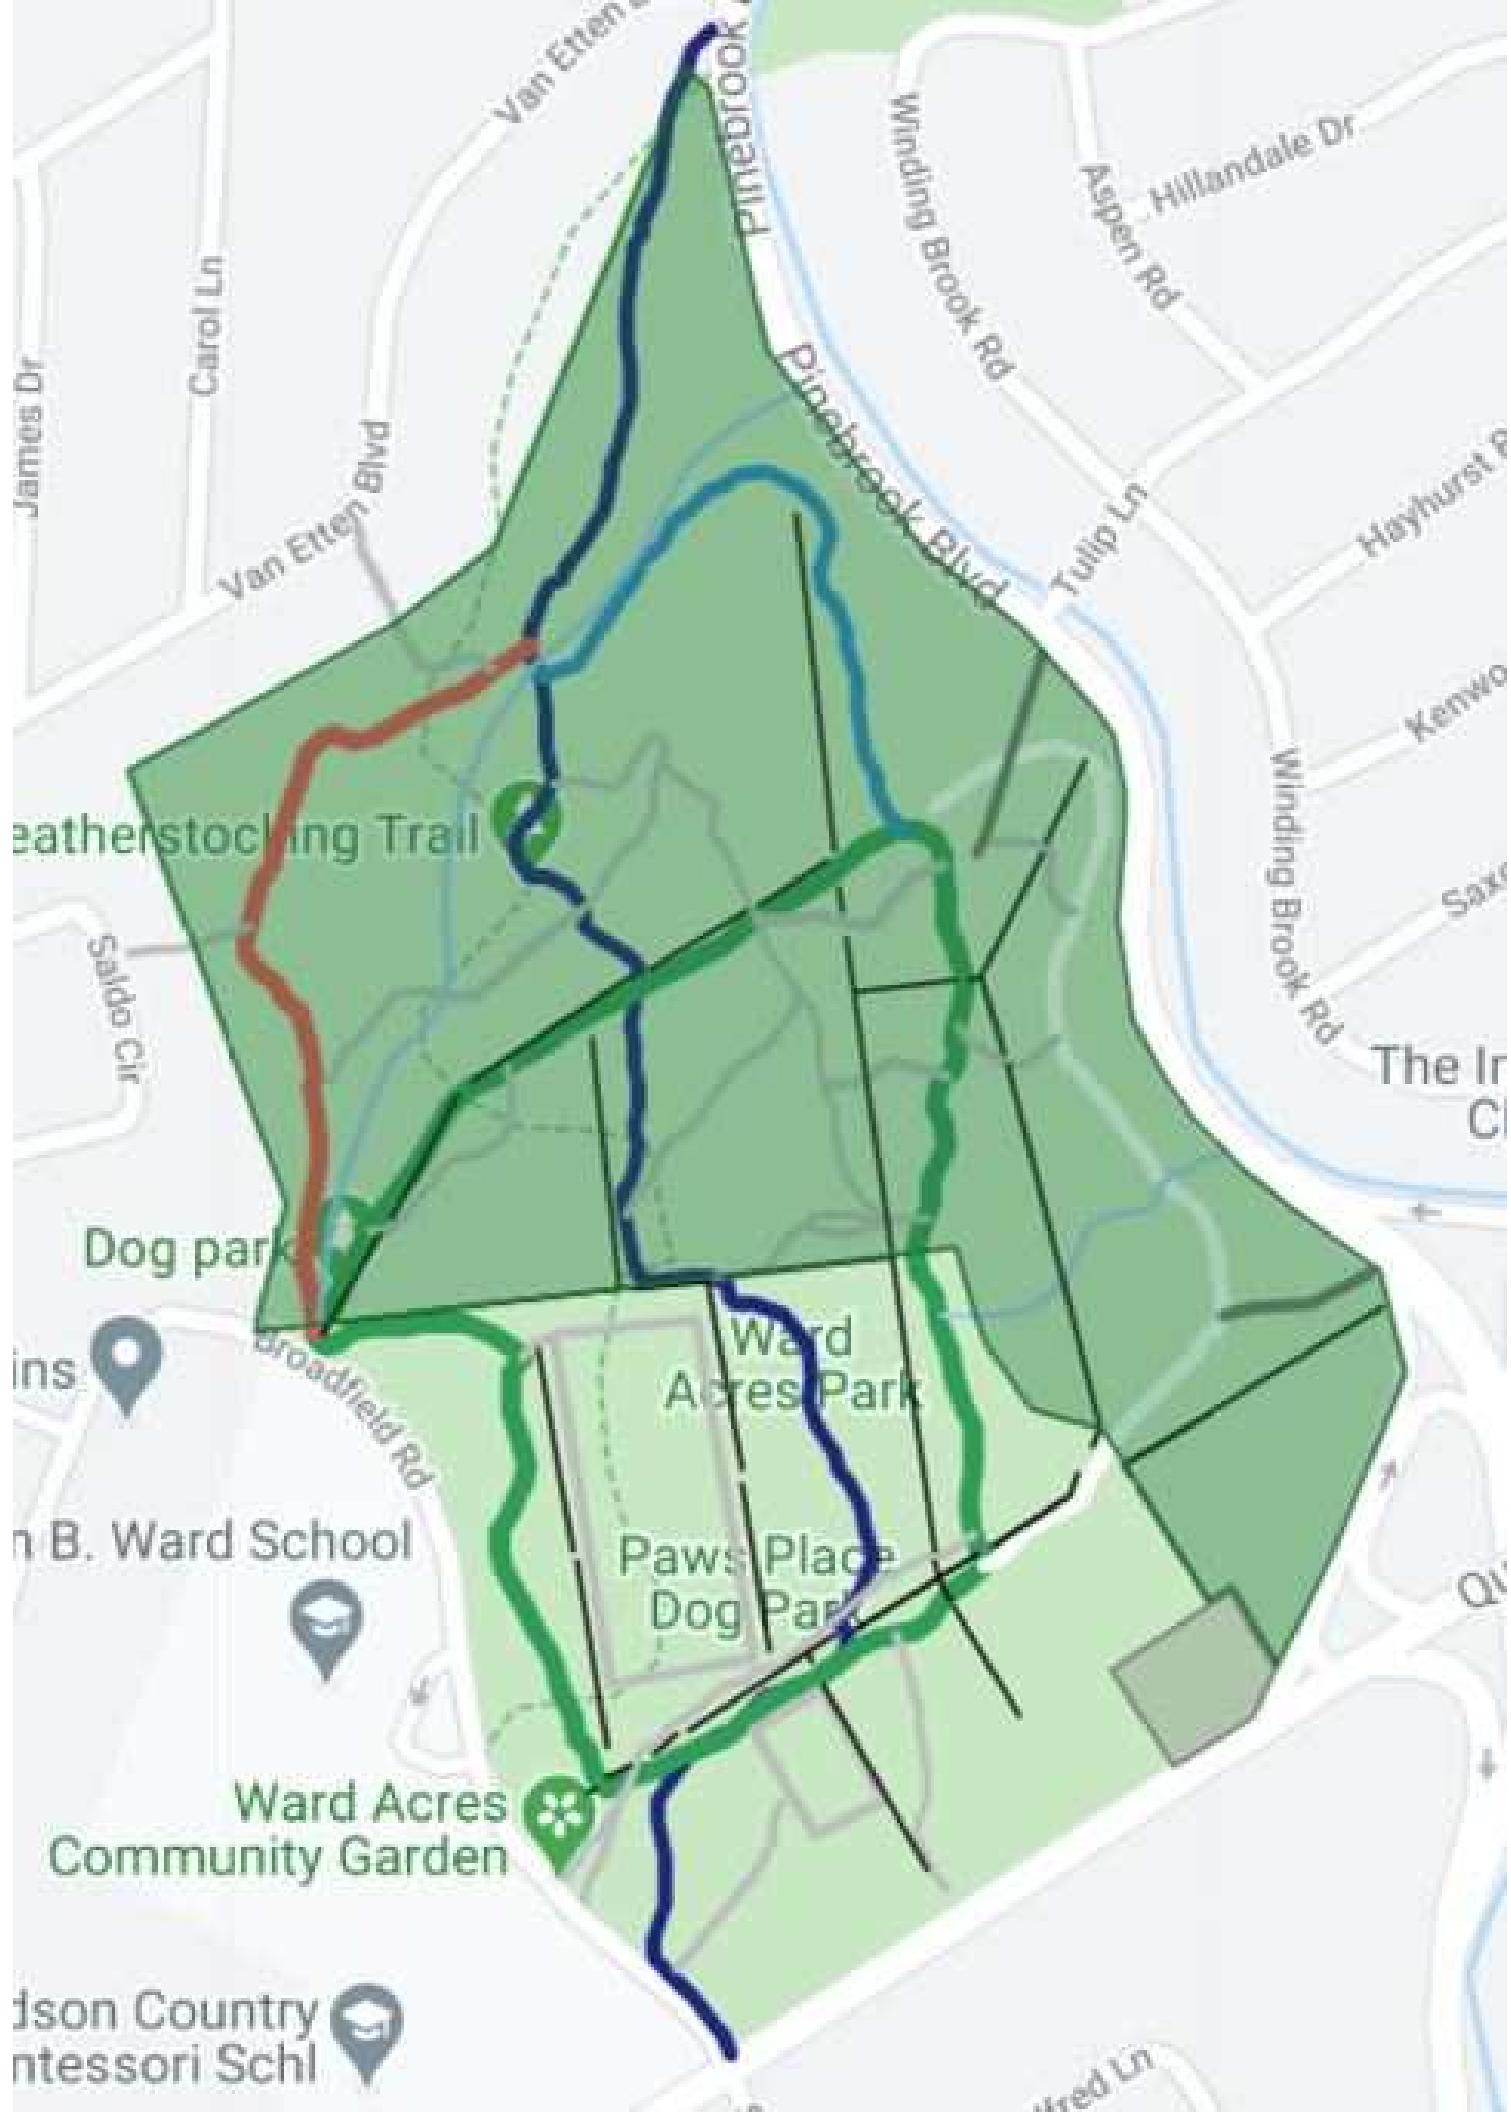 Van Etten B
Pinebrook
Winding Brook Rd
Hillandale Dr
Aspen Rd
Carol Ln
James Dr
Pinebrook Blvd
Van Etten Blvd
Tulip Ln
Hayhurst R
Kenwo
Winding Brook Rd
eatherstocking Trail
Saxo
Saldo Cir
The In
Cl
Dog park
Ward
Acres Park
ins
Broadfield Rd
n B. Ward School
Paws Place
Dog Park
Qu
Ward Acres
Community Garden
dson Country
ntessori Schl
lfred Ln